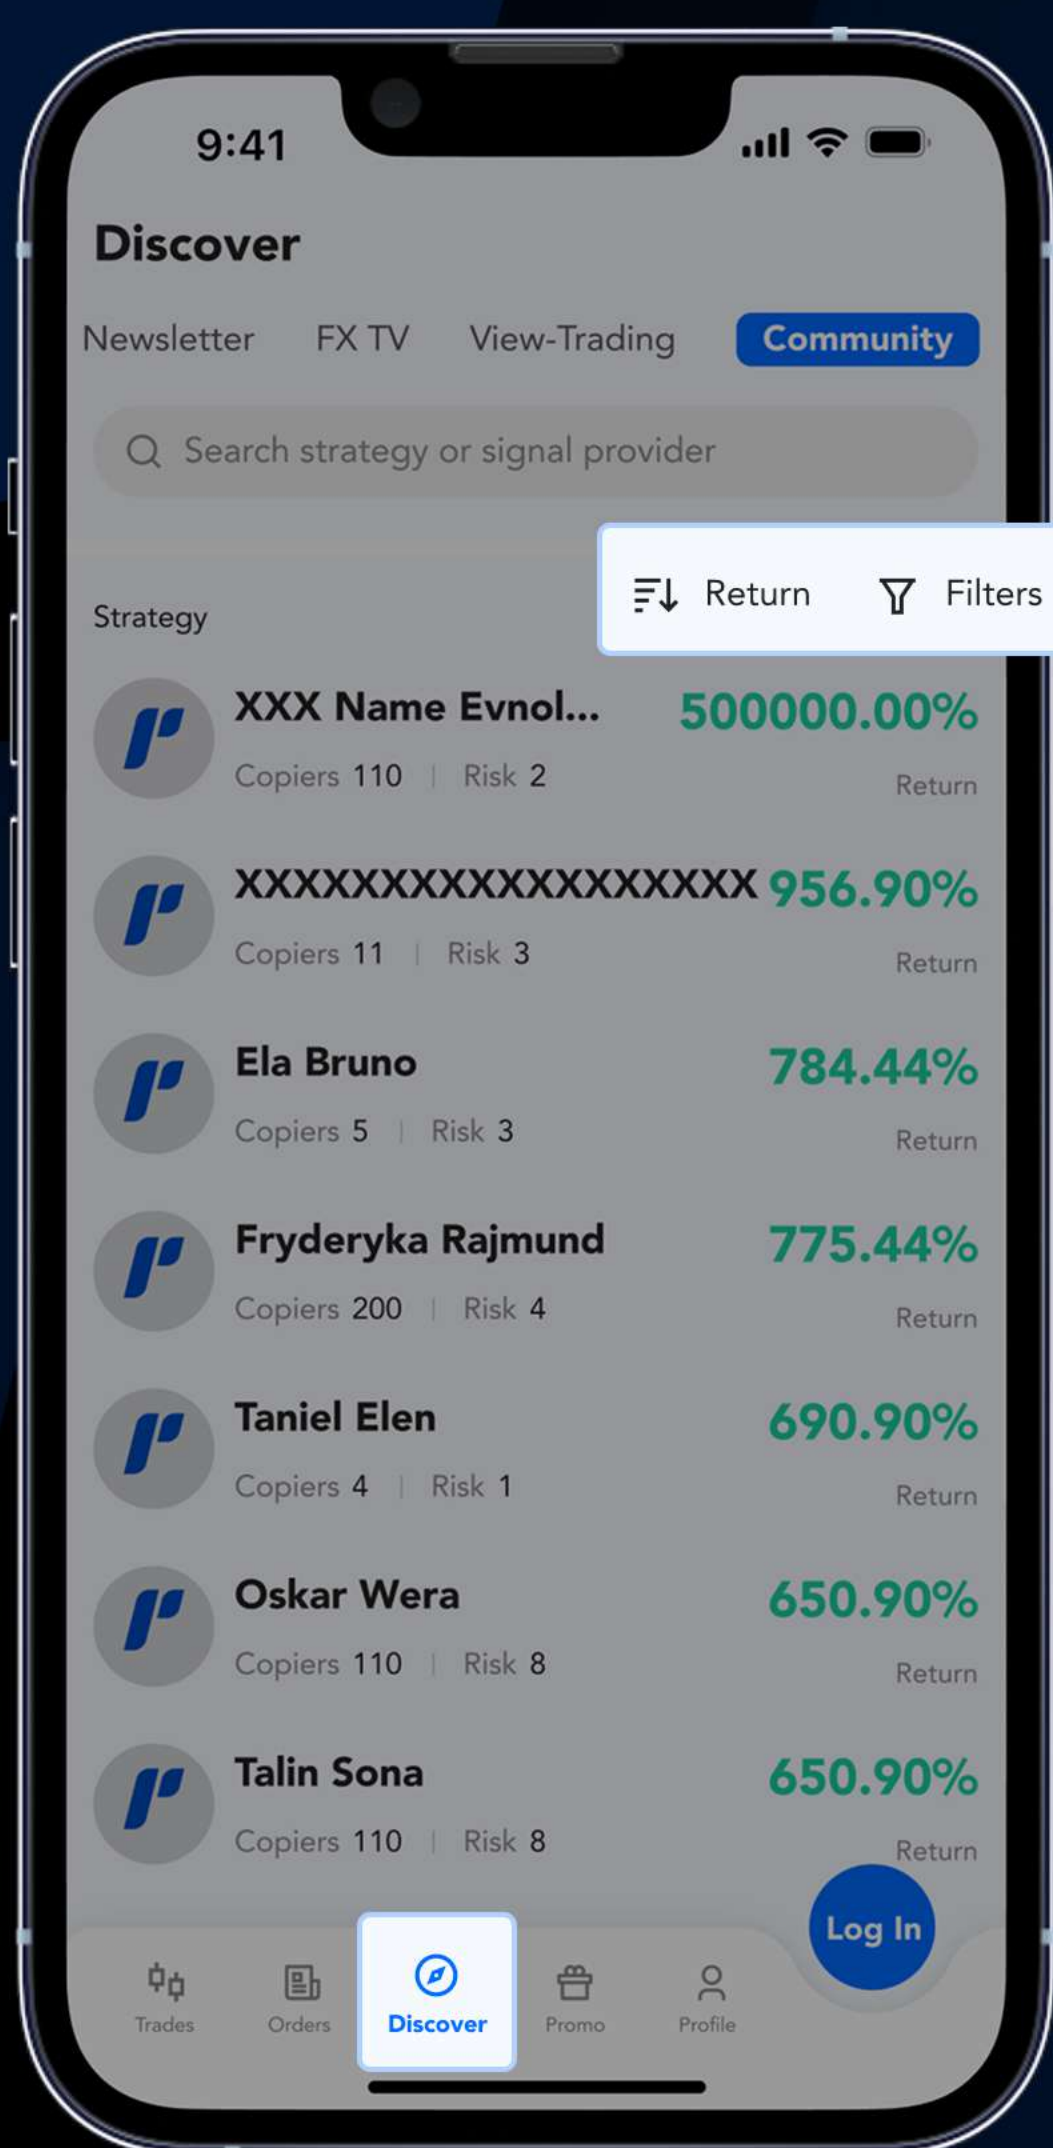 9:41
Discover
Newsletter FX TV View-Trading Community
Search strategy or signal provider
Return Filters
Strategy
XXX Name Evnol... 500000.00%
Copiers 110 | Risk 2 Return
XXXXXXXXXXXXXXXXXX 956.90%
Copiers 11 | Risk 3 Return
Ela Bruno 784.44%
Copiers 5 | Risk 3 Return
Fryderyka Rajmund 775.44%
Copiers 200 | Risk 4 Return
Taniel Elen 690.90%
Copiers 4 | Risk 1 Return
Oskar Wera 650.90%
Copiers 110 | Risk 8 Return
Talin Sona 650.90%
Copiers 110 | Risk 8 Return
Log In
Trades Orders Discover Promo Profile